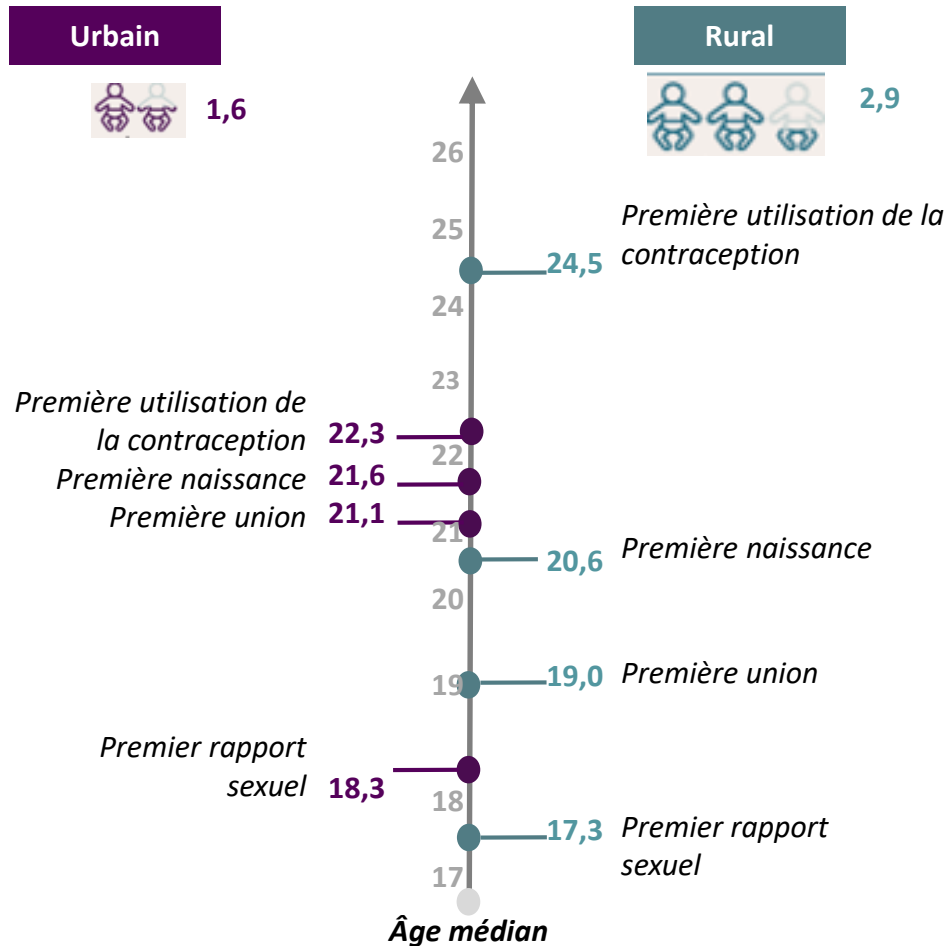 Urbain
Rural
1,6
2,9
26
Première utilisation de la
contraception
25
24,5
24
23
Première utilisation de
la contraception
22,3
22
Première naissance
21,6
Première union
21,1
21
Première naissance
20,6
20
Première union
19,0
19
Premier rapport
sexuel
18,3
18
17,3
Premier rapport
sexuel
17
Âge médian